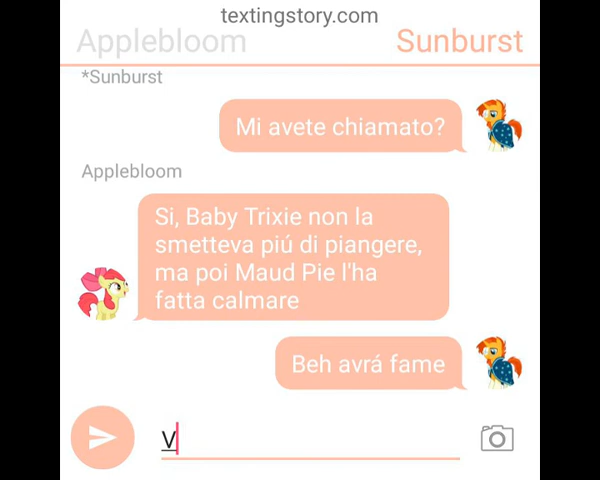 textingstory.com
Applebloom Sunburst
*Sunburst
Mi avete chiamato?
Applebloom
Si, Baby Trixie non la
smetteva piú di piangere,
ma poi Maud Pie l'ha
fatta calmare
Beh avrá fame
V